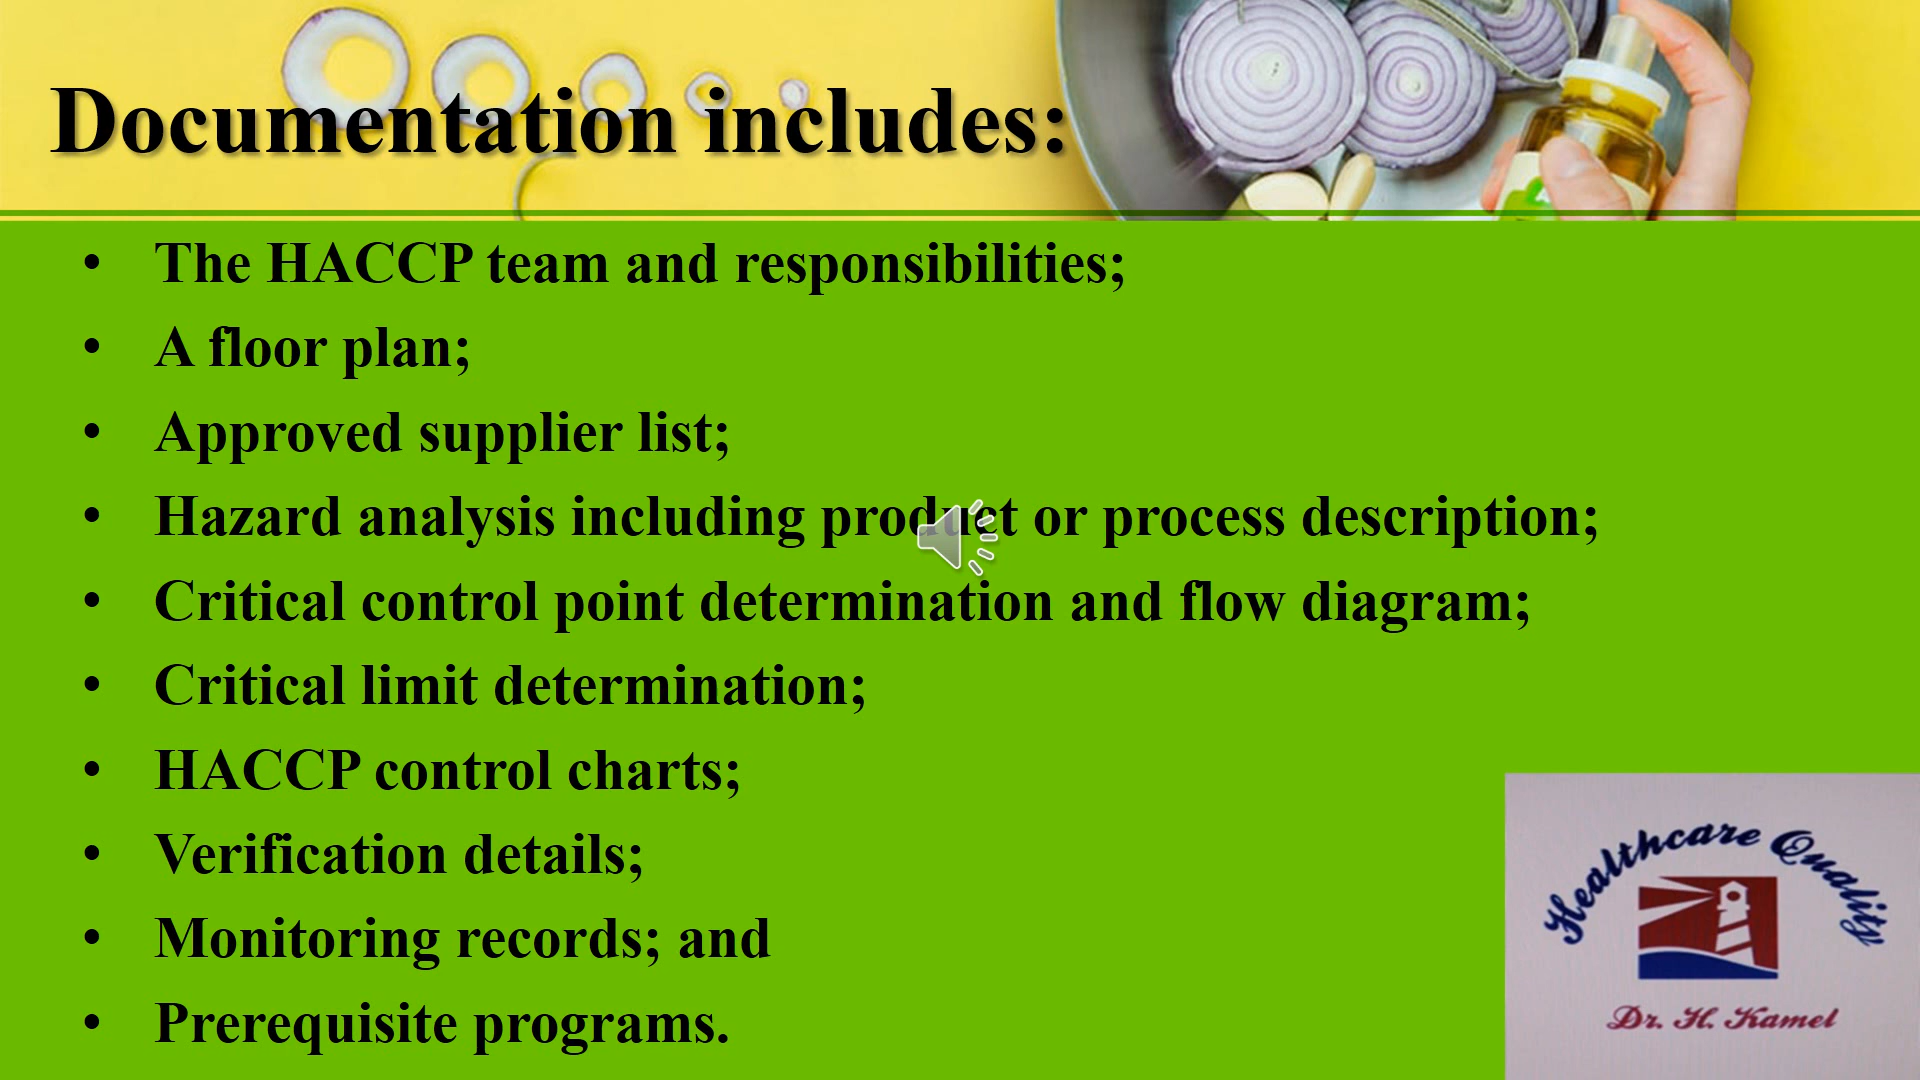 Documentation includes:
• The HACCP team and responsibilities;
• A floor plan;
• Approved supplier list;
• Hazard analysis including product or process description;
• Critical control point determination and flow diagram;
• Critical limit determination;
• HACCP control charts;
• Verification details;
• Monitoring records; and
• Prerequisite programs.
Healthcare Quality
Dr. H. Kamel